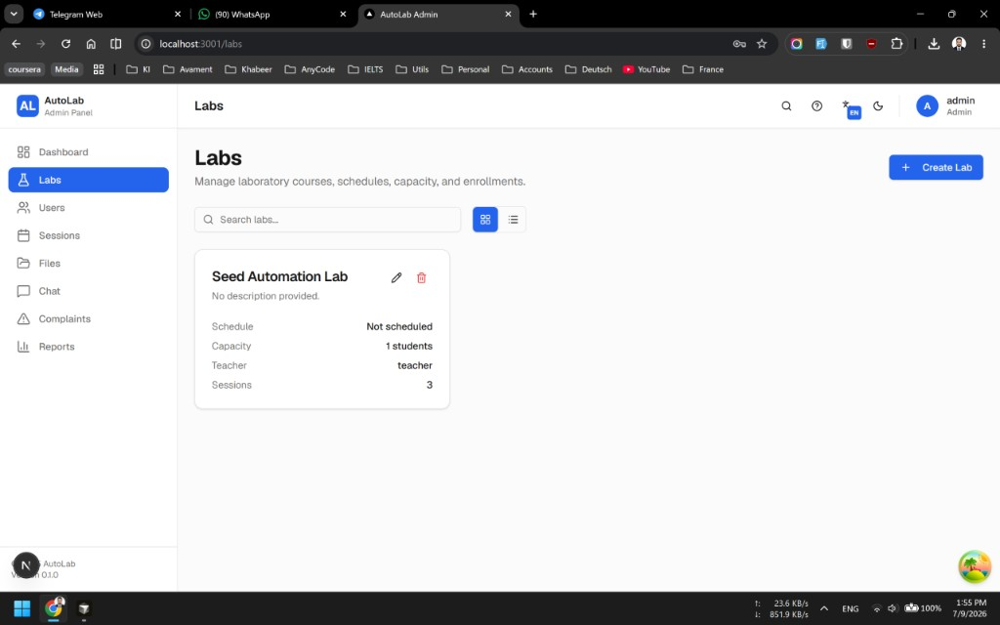 Telegram Web
(90) WhatsApp
AutoLab Admin
localhost:3001/labs
coursera
Media
KI
Avament
Khabeer
AnyCode
IELTS
Utils
Personal
Accounts
Deutsch
YouTube
France
AL
AutoLab
Admin Panel
Labs
EN
A
admin
Admin
Dashboard
Labs
Users
Sessions
Files
Chat
Complaints
Reports
Labs
Manage laboratory courses, schedules, capacity, and enrollments.
+ Create Lab
Search labs...
Seed Automation Lab
No description provided.
Schedule Not scheduled
Capacity 1 students
Teacher teacher
Sessions 3
N
AutoLab
0.1.0
↑: 23.6 KB/s
↓: 851.9 KB/s
ENG
100%
1:55 PM
7/9/2026